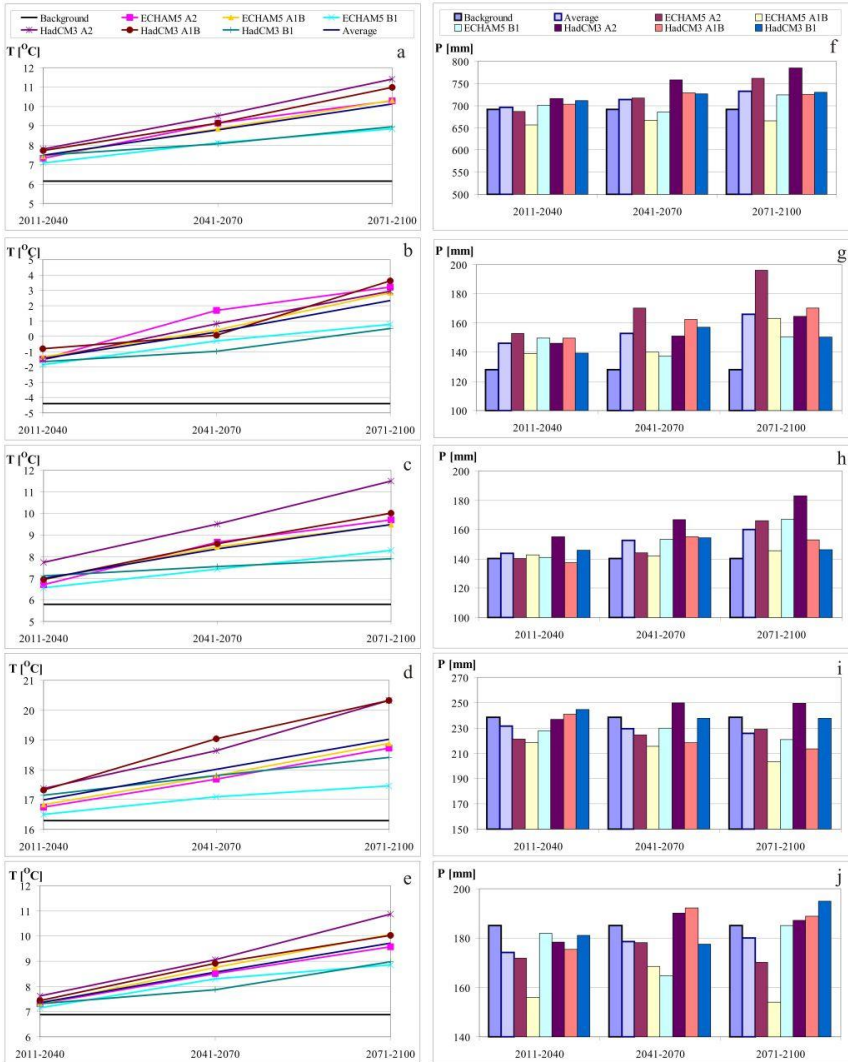 Background
ECHAM5 A2
ECHAM5 A1B
ECHAM5 B1
HadCM3 A2
HadCM3 A1B
HadCM3 B1
Average
T [°C]
a
12
11
10
9
8
7
6
5
2011-2040
2041-2070
2071-2100
T [°C]
b
5
4
3
2
1
0
-1
-2
-3
-4
-5
2011-2040
2041-2070
2071-2100
T [°C]
c
12
11
10
9
8
7
6
5
2011-2040
2041-2070
2071-2100
T [°C]
d
21
20
19
18
17
16
2011-2040
2041-2070
2071-2100
T [°C]
e
12
11
10
9
8
7
6
2011-2040
2041-2070
2071-2100
Background
Average
ECHAM5 A2
ECHAM5 A1B
ECHAM5 B1
HadCM3 A2
HadCM3 A1B
HadCM3 B1
P [mm]
f
800
750
700
650
600
550
500
2011-2040
2041-2070
2071-2100
P [mm]
g
200
180
160
140
120
100
2011-2040
2041-2070
2071-2100
P [mm]
h
200
180
160
140
120
100
2011-2040
2041-2070
2071-2100
P [mm]
i
270
250
230
210
190
170
150
2011-2040
2041-2070
2071-2100
P [mm]
j
200
180
160
140
2011-2040
2041-2070
2071-2100